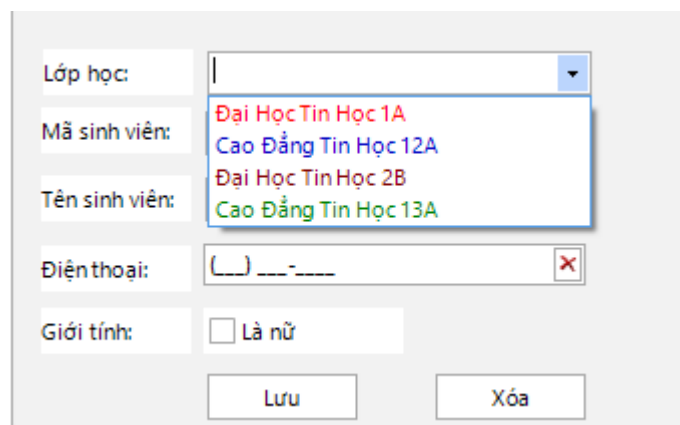 Lớp học:
Đại Học Tin Học 1A
Mã sinh viên:
Cao Đẳng Tin Học 12A
Đại Học Tin Học 2B
Tên sinh viên:
Cao Đẳng Tin Học 13A
Điện thoại: (___) ___-____
Giới tính: Là nữ
Lưu Xóa